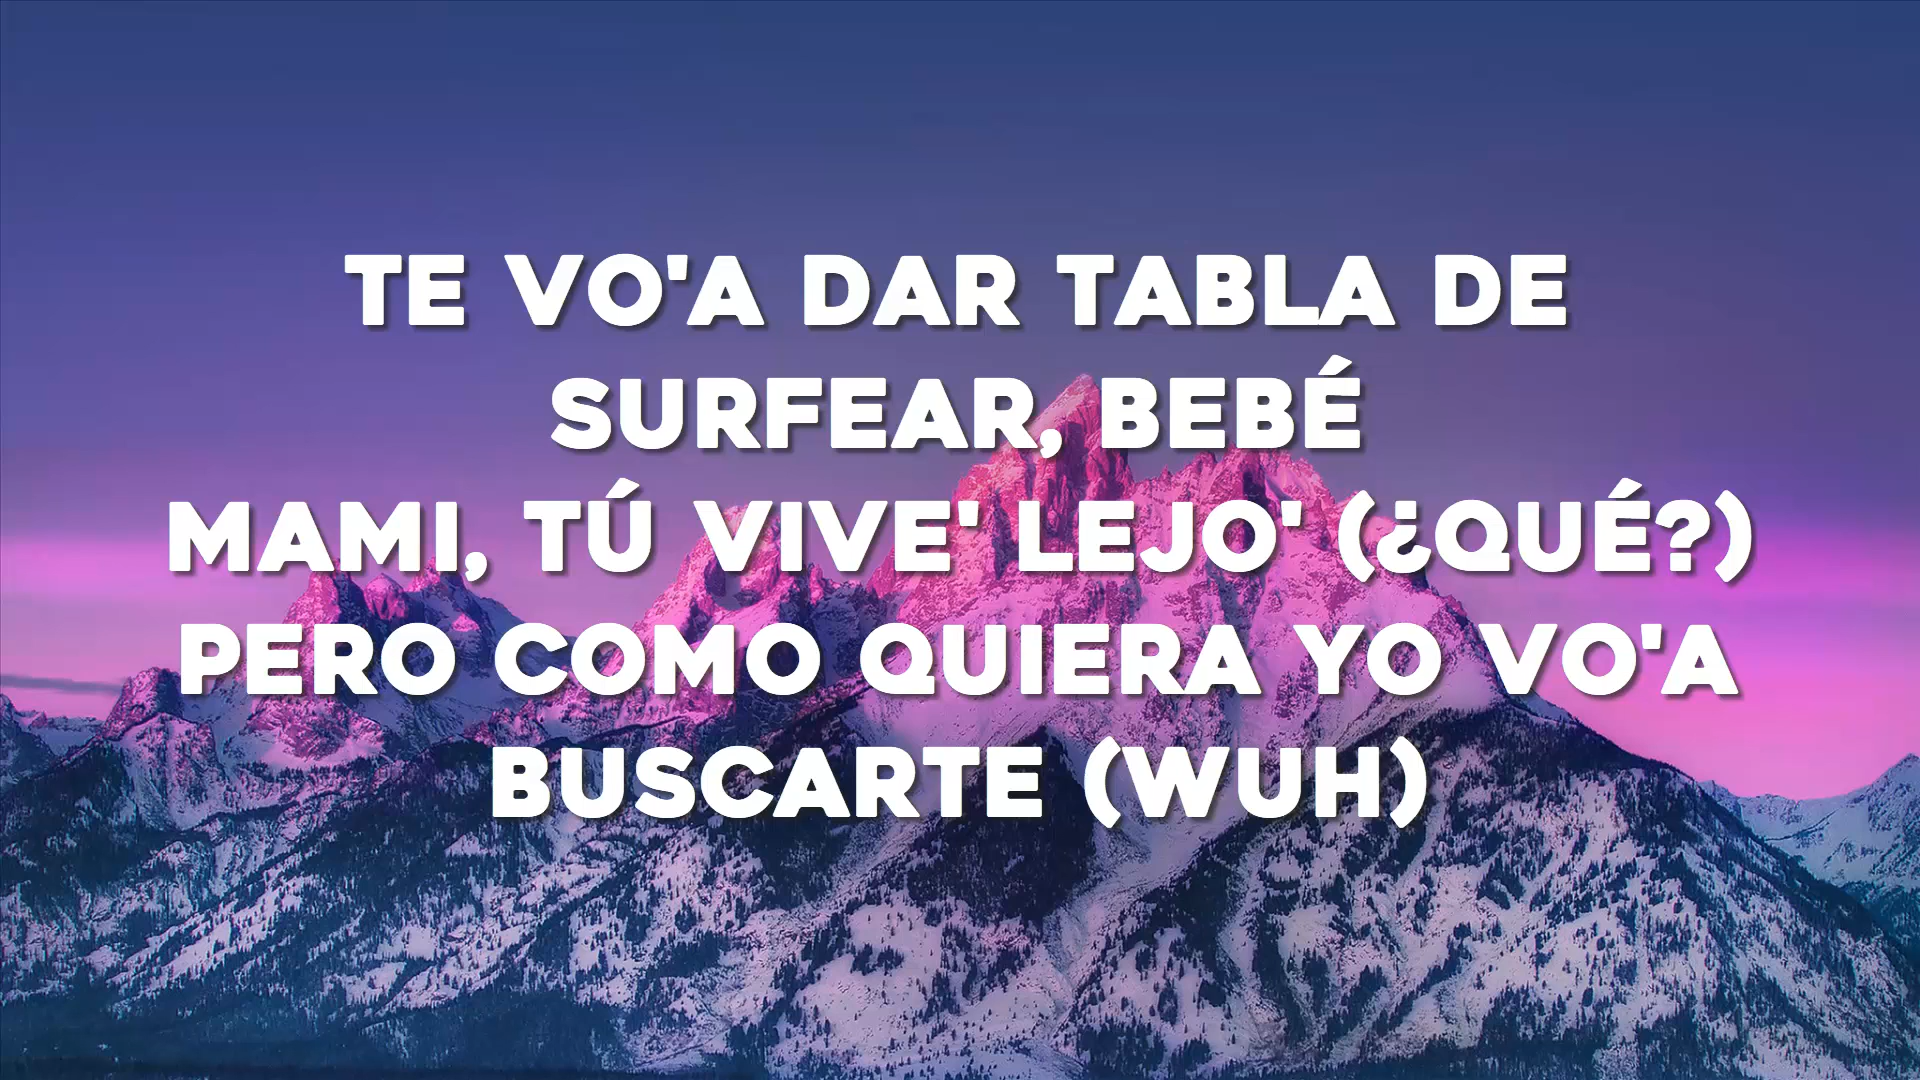 TE VO'A DAR TABLA DE
SURFEAR, BEBÉ
MAMI, TÚ VIVE' LEJO' (¿QUÉ?)
PERO COMO QUIERA YO VO'A
BUSCARTE (WUH)